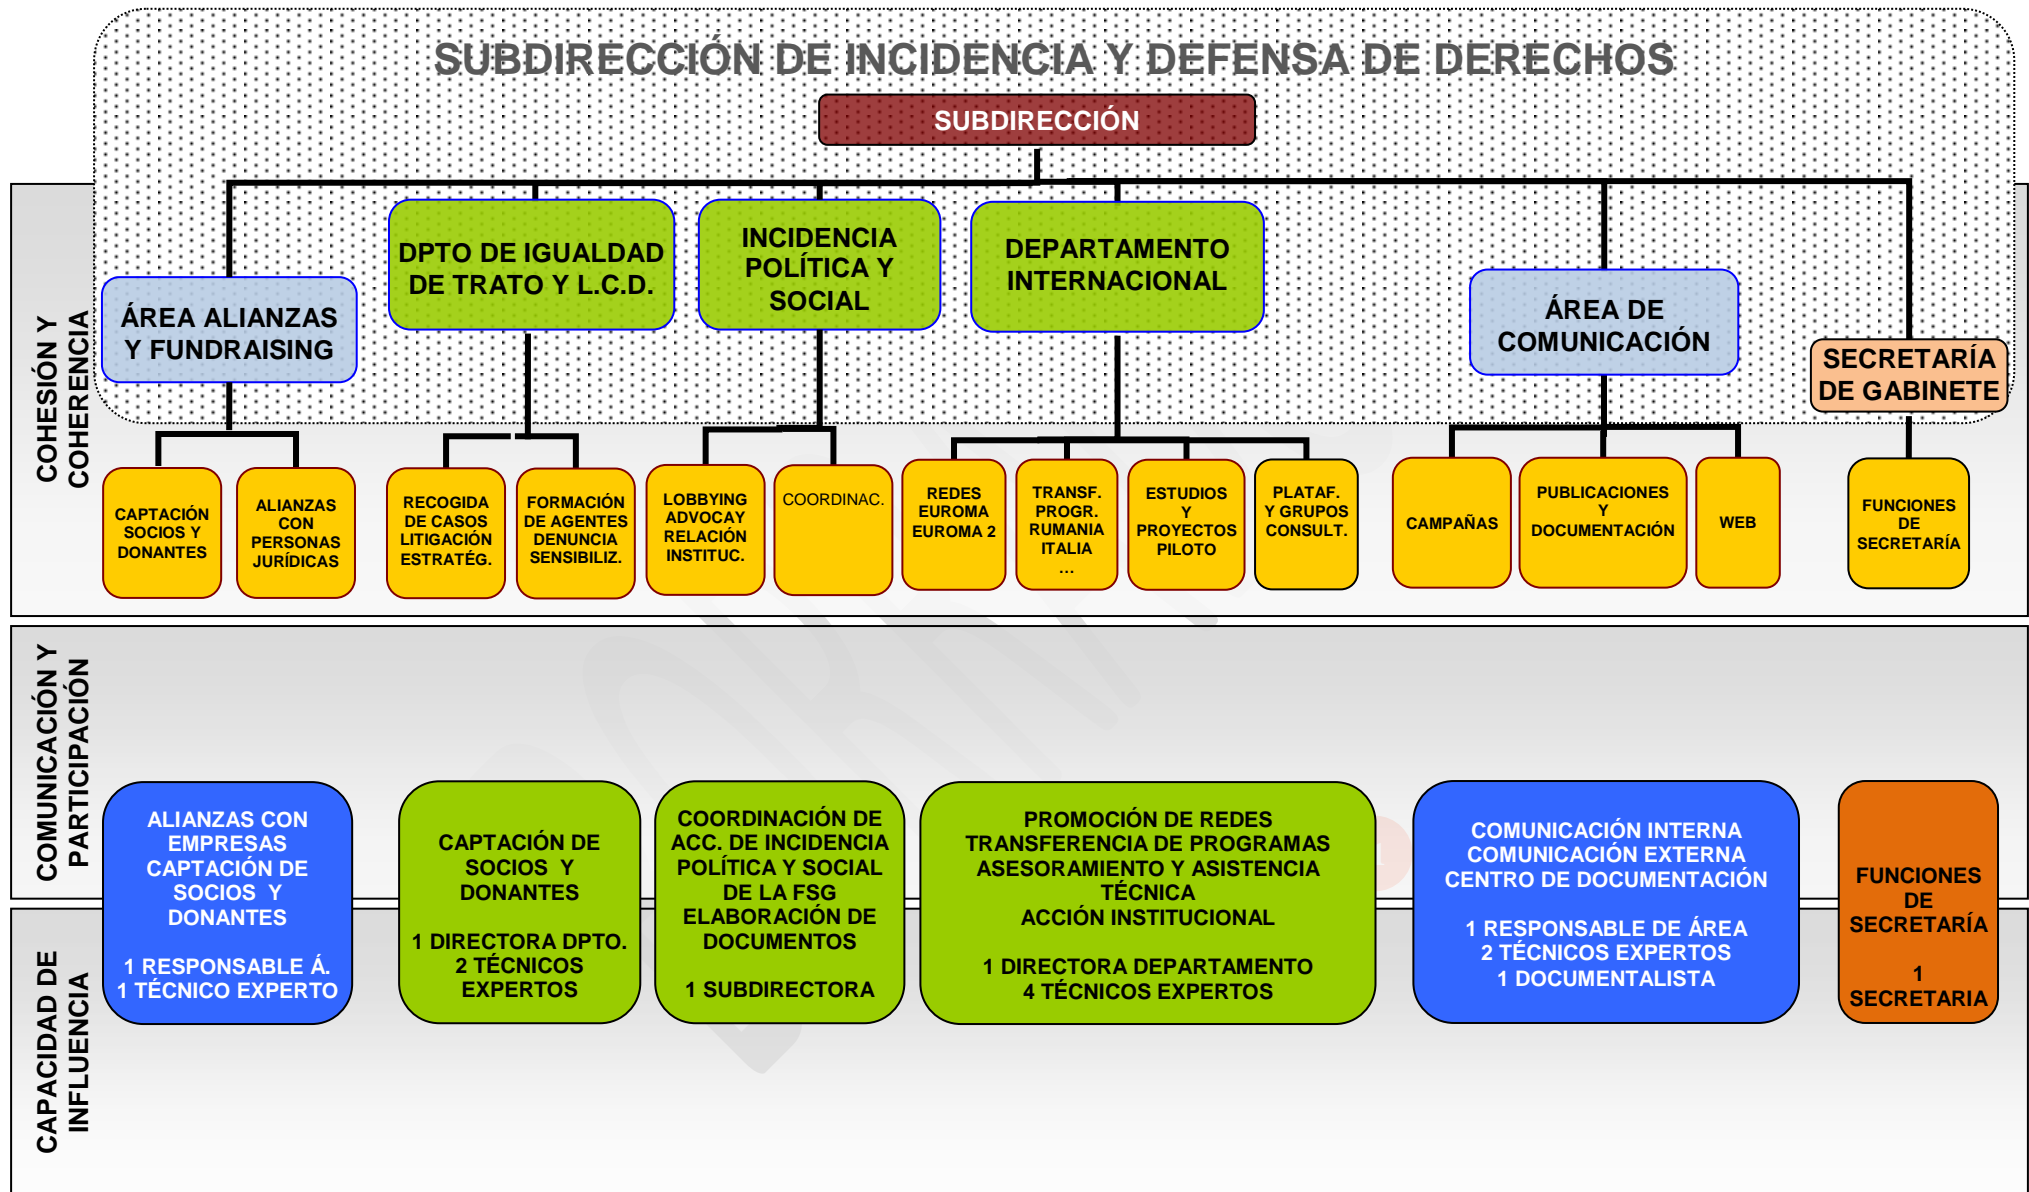 SUBDIRECCIÓN DE INCIDENCIA Y DEFENSA DE DERECHOS
SUBDIRECCIÓN
COHESIÓN Y
COHERENCIA
ÁREA ALIANZAS
Y FUNDRAISING
DPTO DE IGUALDAD
DE TRATO Y L.C.D.
INCIDENCIA
POLÍTICA Y
SOCIAL
DEPARTAMENTO
INTERNACIONAL
ÁREA DE
COMUNICACIÓN
SECRETARÍA
DE GABINETE
CAPTACIÓN
SOCIOS Y
DONANTES
ALIANZAS
CON
PERSONAS
JURÍDICAS
RECOGIDA
DE CASOS
LITIGACIÓN
ESTRATÉG.
FORMACIÓN
DE AGENTES
DENUNCIA
SENSIBILIZ.
LOBBYING
ADVOCAY
RELACIÓN
INSTITUC.
COORDINAC.
REDES
EUROMA
EUROMA 2
TRANSF.
PROGR.
RUMANIA
ITALIA
…
ESTUDIOS
Y
PROYECTOS
PILOTO
PLATAF.
Y GRUPOS
CONSULT.
CAMPAÑAS
PUBLICACIONES
Y
DOCUMENTACIÓN
WEB
FUNCIONES
DE
SECRETARÍA
COMUNICACIÓN Y
PARTICIPACIÓN
CAPACIDAD DE
INFLUENCIA
ALIANZAS CON
EMPRESAS
CAPTACIÓN DE
SOCIOS Y
DONANTES
1 RESPONSABLE Á.
1 TÉCNICO EXPERTO
CAPTACIÓN DE
SOCIOS Y
DONANTES
1 DIRECTORA DPTO.
2 TÉCNICOS
EXPERTOS
COORDINACIÓN DE
ACC. DE INCIDENCIA
POLÍTICA Y SOCIAL
DE LA FSG
ELABORACIÓN DE
DOCUMENTOS
1 SUBDIRECTORA
PROMOCIÓN DE REDES
TRANSFERENCIA DE PROGRAMAS
ASESORAMIENTO Y ASISTENCIA
TÉCNICA
ACCIÓN INSTITUCIONAL
1 DIRECTORA DEPARTAMENTO
4 TÉCNICOS EXPERTOS
COMUNICACIÓN INTERNA
COMUNICACIÓN EXTERNA
CENTRO DE DOCUMENTACIÓN
1 RESPONSABLE DE ÁREA
2 TÉCNICOS EXPERTOS
1 DOCUMENTALISTA
FUNCIONES
DE
SECRETARÍA
1
SECRETARIA